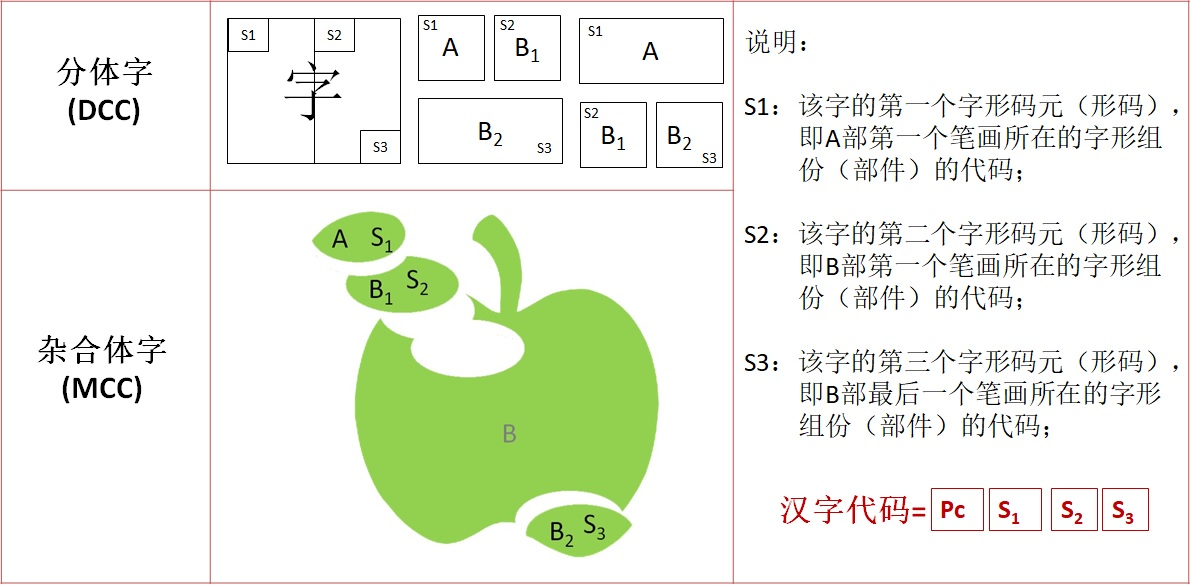 分体字
(DCC)
S1
S2
字
S3
S1
A
S2
B1
B2
S3
S1
A
S2
B1
B2
S3
杂合体字
(MCC)
A S1
B1 S2
B
B2 S3
说明：
S1：该字的第一个字形码元（形码），
即A部第一个笔画所在的字形组
份（部件）的代码；
S2：该字的第二个字形码元（形码），
即B部第一个笔画所在的字形组
份（部件）的代码；
S3：该字的第三个字形码元（形码），
即B部最后一个笔画所在的字形
组份（部件）的代码；
汉字代码= Pc S1 S2 S3